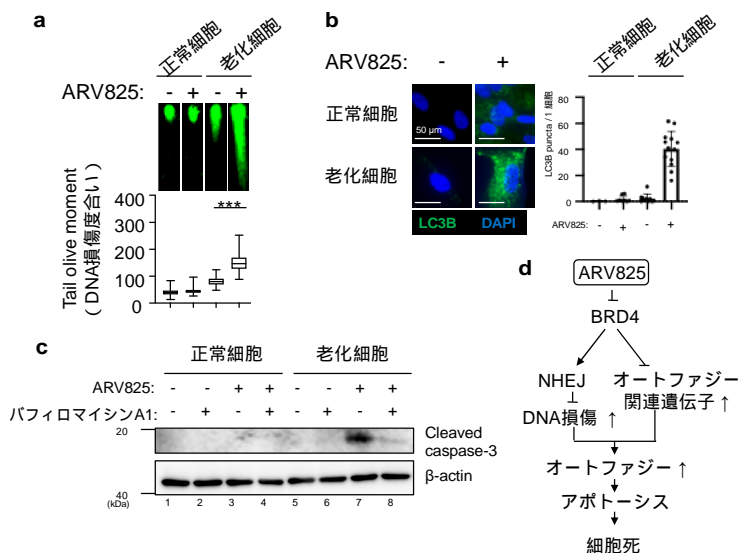 a
正常細胞 老化細胞
ARV825: - + - +
***
Tail olive moment
(DNA損傷度合い)
400
300
200
100
0
b
ARV825: - +
正常細胞
50 μm
老化細胞
LC3B DAPI
正常細胞 老化細胞
LC3B puncta / 1 細胞
80
60
40
20
0
ARV825: - + - +
c
正常細胞 老化細胞
ARV825: - - + + - - + +
バフィロマイシンA1: - + - + - + - +
20
Cleaved
caspase-3
β-actin
40
(kDa)
1 2 3 4 5 6 7 8
d
ARV825
BRD4
NHEJ オートファジー
関連遺伝子 ↑
DNA損傷 ↑
オートファジー ↑
アポトーシス
細胞死